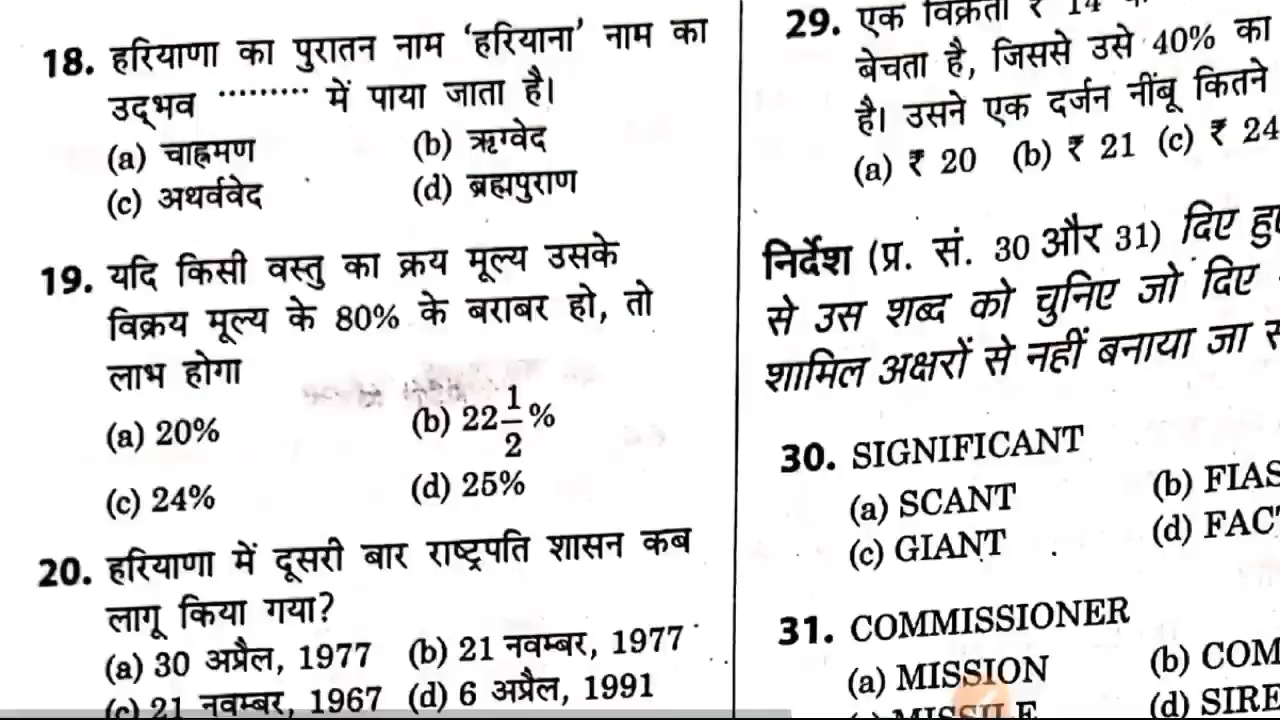 18. हरियाणा का पुरातन नाम ‘हरियाना’ नाम का
उद्भव ········· में पाया जाता है।
(a) चाह्रमण (b) ऋग्वेद
(c) अथर्ववेद (d) ब्रह्मपुराण
19. यदि किसी वस्तु का क्रय मूल्य उसके
विक्रय मूल्य के 80% के बराबर हो, तो
लाभ होगा
(a) 20% (b) 22 1/2 %
(c) 24% (d) 25%
20. हरियाणा में दूसरी बार राष्ट्रपति शासन कब
लागू किया गया?
(a) 30 अप्रैल, 1977 (b) 21 नवम्बर, 1977
(c) 21 नवम्बर, 1967 (d) 6 अप्रैल, 1991
29. एक विक्रेता ₹ 14
बेचता है, जिससे उसे 40% का
है। उसने एक दर्जन नींबू कितने
(a) ₹ 20 (b) ₹ 21 (c) ₹ 24
निर्देश (प्र. सं. 30 और 31) दिए
से उस शब्द को चुनिए जो दिए
शामिल अक्षरों से नहीं बनाया जा
30. SIGNIFICANT
(a) SCANT (b) FIAS
(c) GIANT (d) FAC
31. COMMISSIONER
(a) MISSION (b) COM
MISSILE (d) SIRE